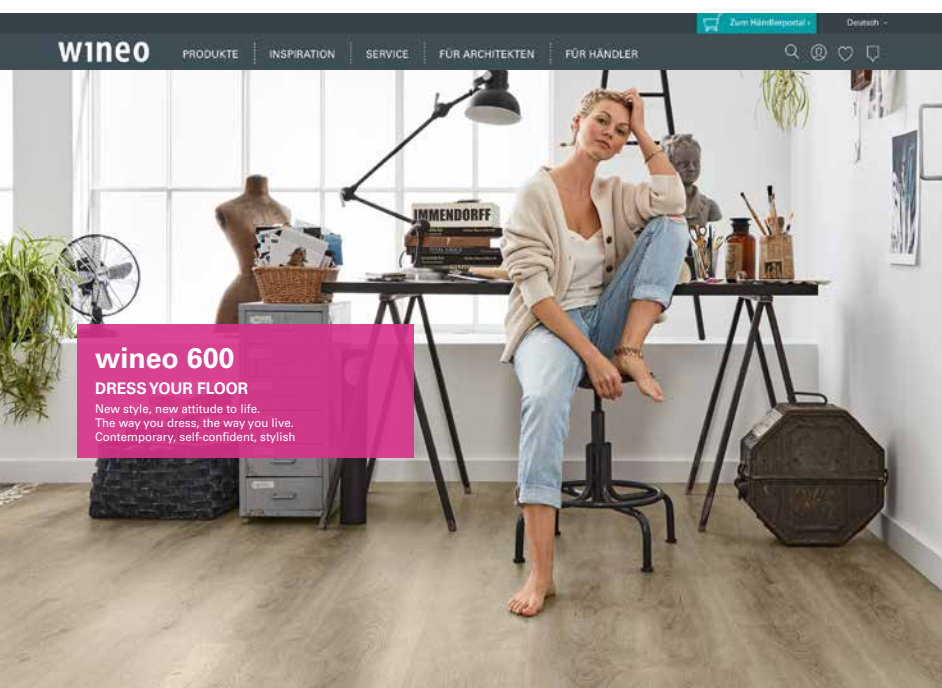 Zum Händlerportal ›
Deutsch
wineo
PRODUKTE
INSPIRATION
SERVICE
FÜR ARCHITEKTEN
FÜR HÄNDLER
IMMENDORFF
wineo 600
DRESS YOUR FLOOR
New style, new attitude to life.
The way you dress, the way you live.
Contemporary, self-confident, stylish